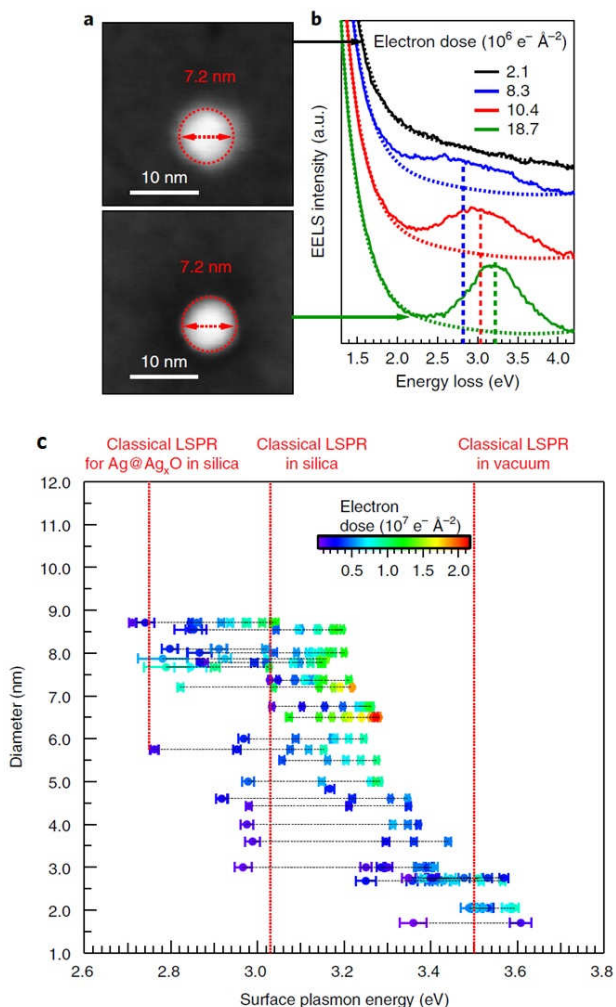 a
7.2 nm
10 nm
7.2 nm
10 nm
b
Electron dose (10⁶ e⁻ Å⁻²)
2.1
8.3
10.4
18.7
EELS intensity (a.u.)
1.5 2.0 2.5 3.0 3.5 4.0
Energy loss (eV)
c
Classical LSPR for Ag@AgₓO in silica
Classical LSPR in silica
Classical LSPR in vacuum
Electron dose (10⁷ e⁻ Å⁻²)
0.5 1.0 1.5 2.0
Diameter (nm)
12.0
11.0
10.0
9.0
8.0
7.0
6.0
5.0
4.0
3.0
2.0
1.0
2.6 2.8 3.0 3.2 3.4 3.6 3.8
Surface plasmon energy (eV)